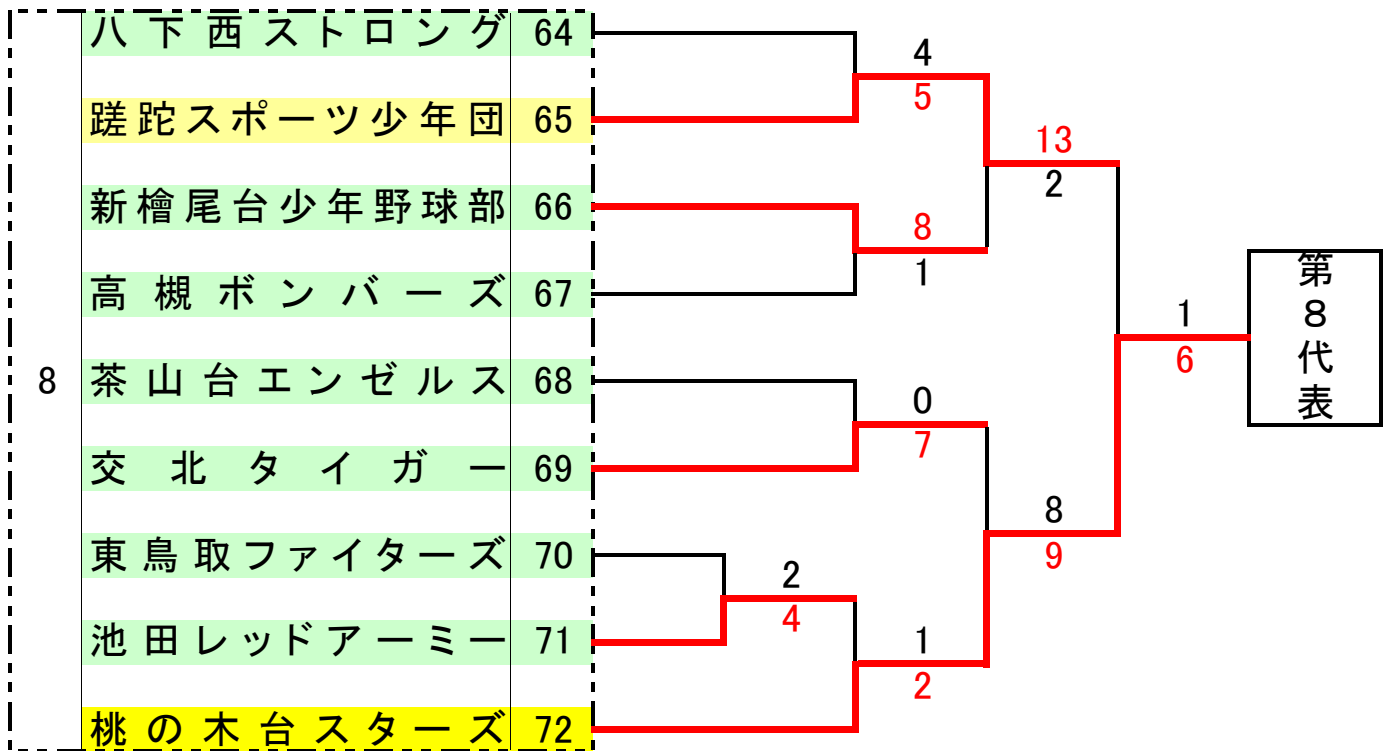 八下西ストロング 64
4
5
蹉跎スポーツ少年団 65
13
2
新檜尾台少年野球部 66
8
1
高槻ボンバーズ 67
第8代表
1
6
8
茶山台エンゼルス 68
0
7
交北タイガー 69
8
9
東鳥取ファイターズ 70
2
4
池田レッドアーミー 71
1
2
桃の木台スターズ 72